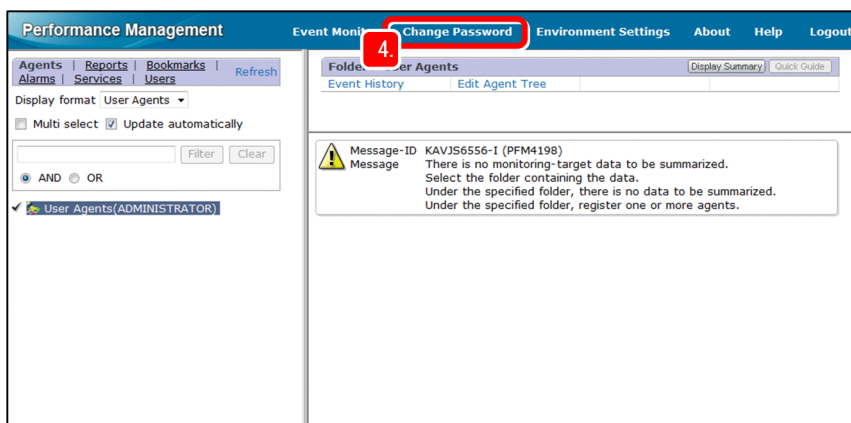 Performance Management
Event Monit Change Password Environment Settings About Help Logout
4.
Agents | Reports | Bookmarks |
Alarms | Services | Users
Refresh
Display format User Agents
Multi select Update automatically
Filter Clear
AND OR
User Agents(ADMINISTRATOR)
Agents
Display Summary Quick Guide
Event History Edit Agent Tree
Message-ID KAVJS6556-I (PFM4198)
Message There is no monitoring-target data to be summarized.
Select the folder containing the data.
Under the specified folder, there is no data to be summarized.
Under the specified folder, register one or more agents.